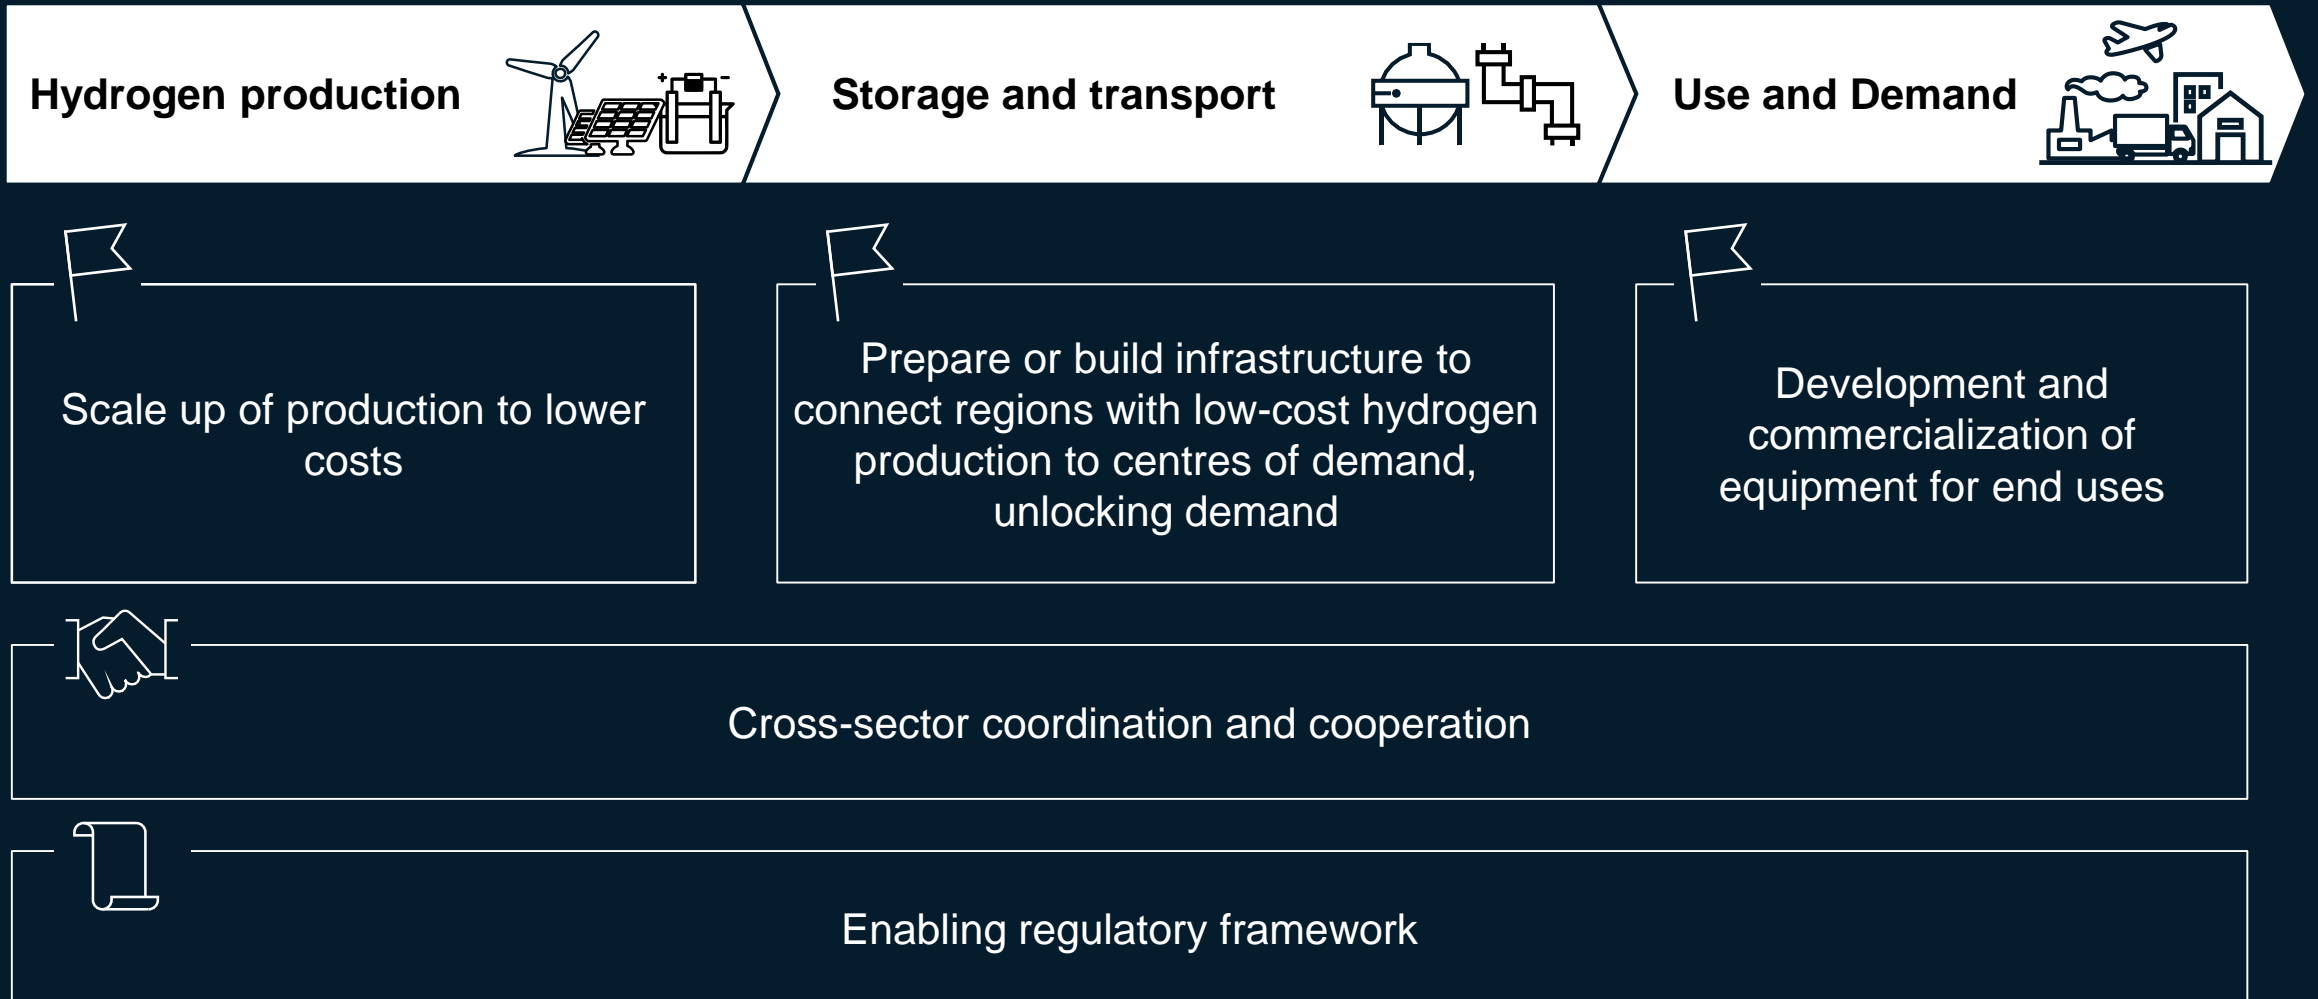 Hydrogen production
Storage and transport
Use and Demand
Scale up of production to lower
costs
Prepare or build infrastructure to
connect regions with low-cost hydrogen
production to centres of demand,
unlocking demand
Development and
commercialization of
equipment for end uses
Cross-sector coordination and cooperation
Enabling regulatory framework